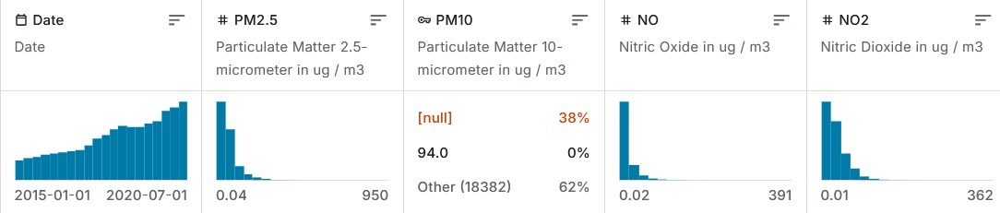 Date
Date
2015-01-01 2020-07-01
# PM2.5
Particulate Matter 2.5-
micrometer in ug / m3
0.04 950
PM10
Particulate Matter 10-
micrometer in ug / m3
[null] 38%
94.0 0%
Other (18382) 62%
# NO
Nitric Oxide in ug / m3
0.02 391
# NO2
Nitric Dioxide in ug / m3
0.01 362